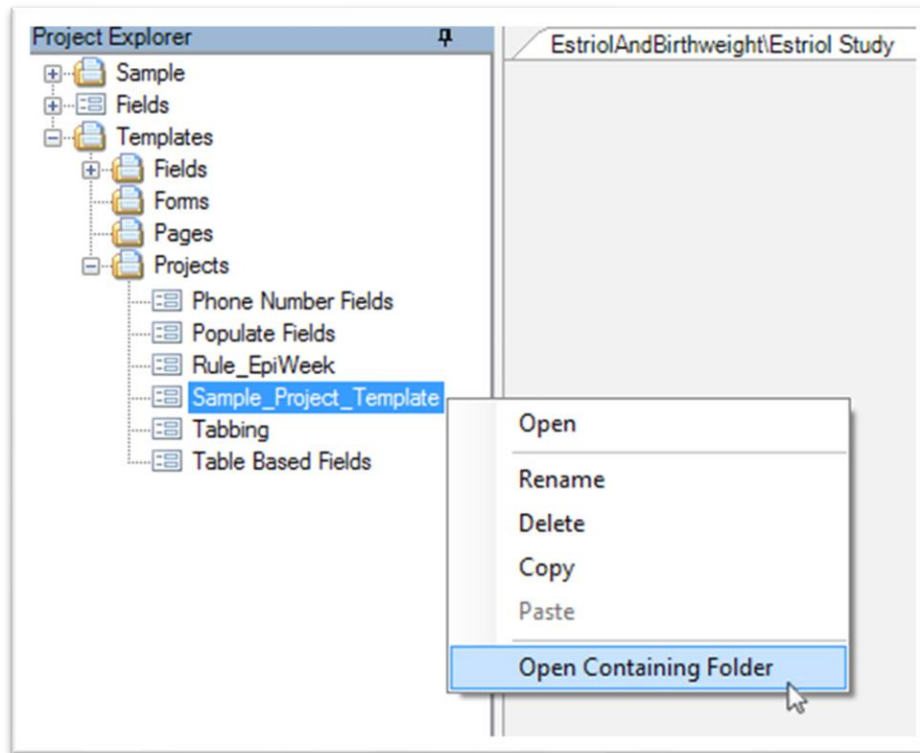 Project Explorer
EstriolAndBirthweight\Estriol Study
Sample
Fields
Templates
Fields
Forms
Pages
Projects
Phone Number Fields
Populate Fields
Rule_EpiWeek
Sample_Project_Template
Tabbing
Table Based Fields
Open
Rename
Delete
Copy
Paste
Open Containing Folder